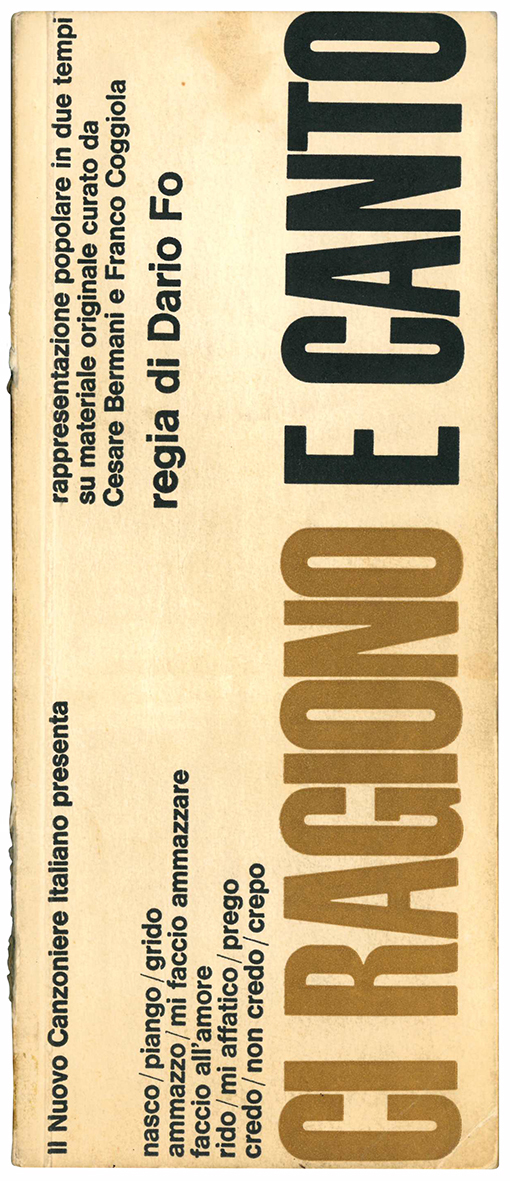 Il Nuovo Canzoniere Italiano presenta
rappresentazione popolare in due tempi
su materiale originale curato da
Cesare Bermani e Franco Coggiola
regia di Dario Fo
nasco/piango/grido
ammazzo/mi faccio ammazzare
faccio all'amore
rido/mi affatico/prego
credo/non credo/crepo
CI RAGIONO E CANTO